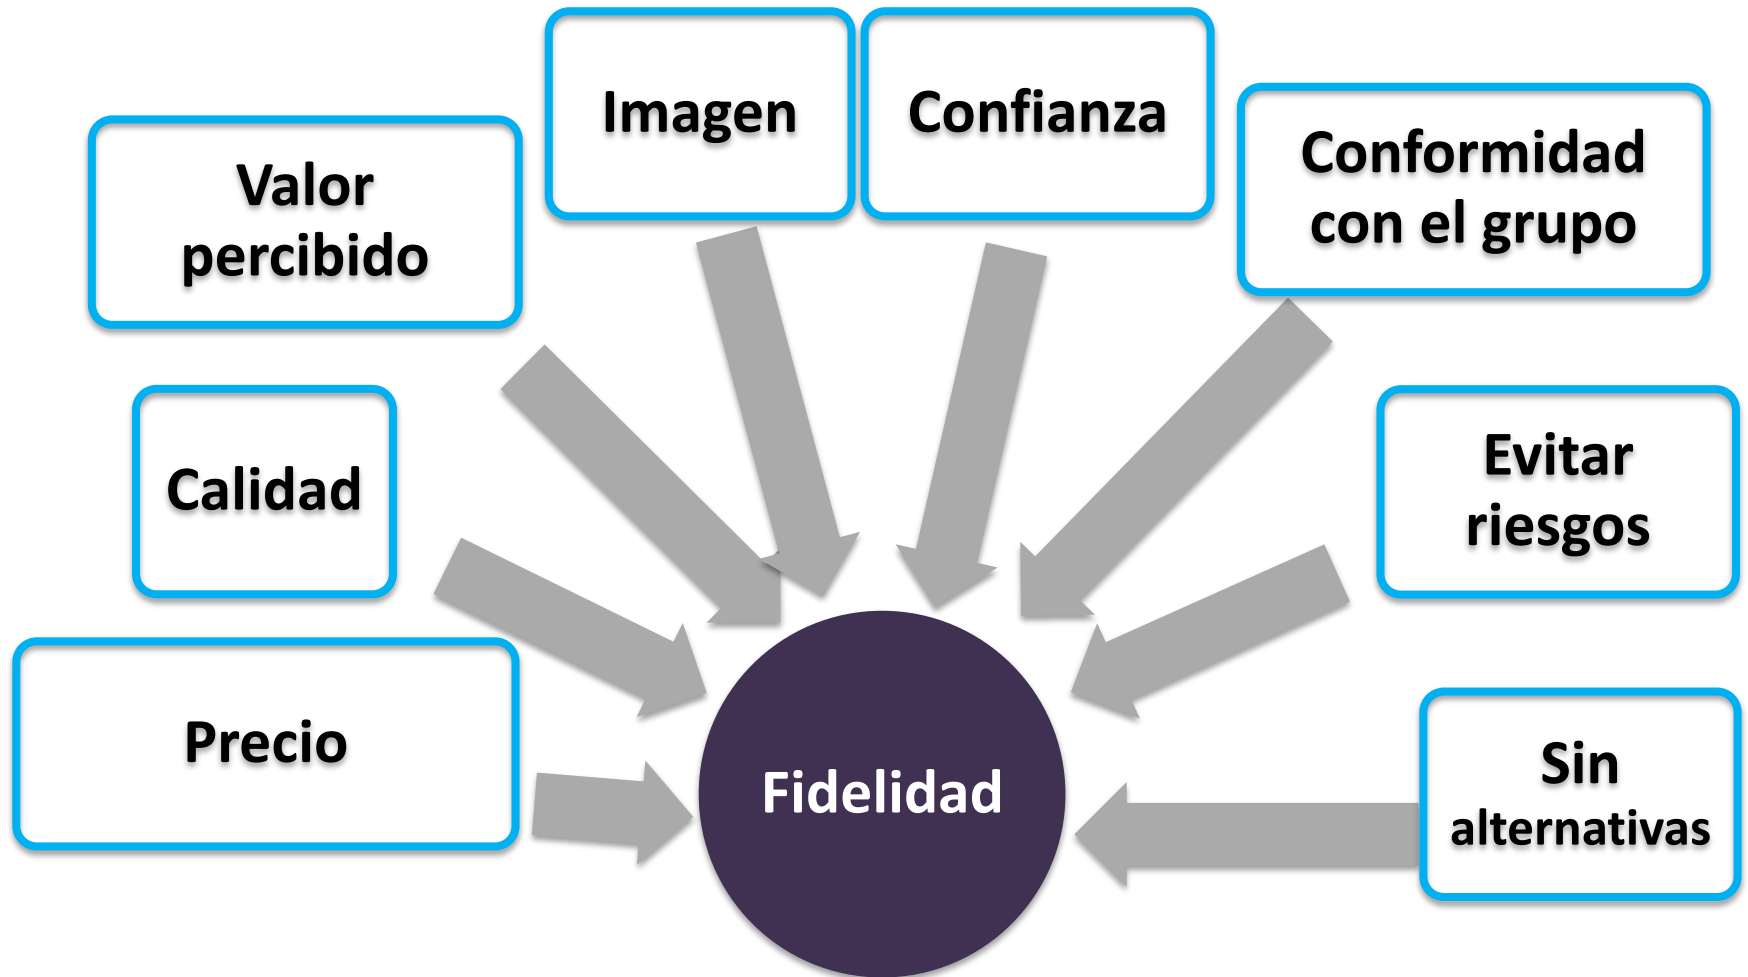 Imagen
Confianza
Conformidad
con el grupo
Valor
percibido
Evitar
riesgos
Calidad
Precio
Sin
alternativas
Fidelidad